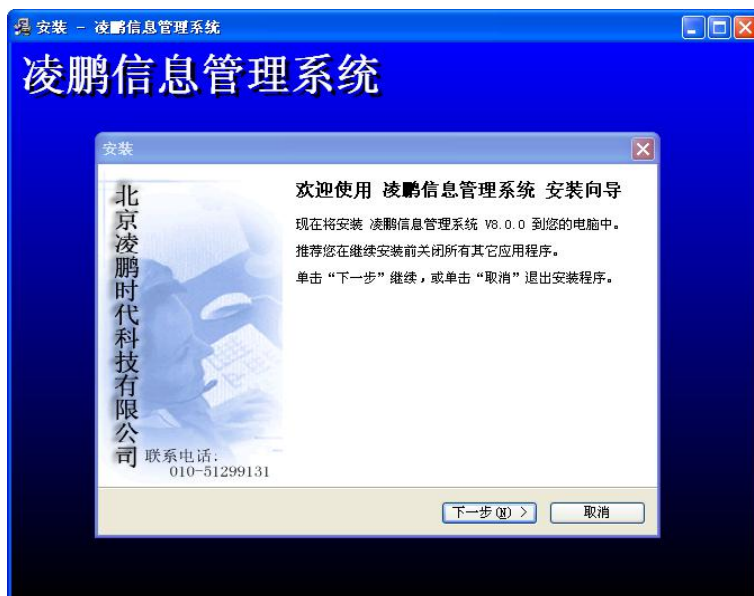 安装 - 凌鹏信息管理系统
凌鹏信息管理系统
安装
北京凌鹏时代科技有限公司
联系电话:
010-51299131
欢迎使用 凌鹏信息管理系统 安装向导
现在将安装 凌鹏信息管理系统 V8.0.0 到您的电脑中。
推荐您在继续安装前关闭所有其它应用程序。
单击“下一步”继续，或单击“取消”退出安装程序。
下一步(N) >
取消